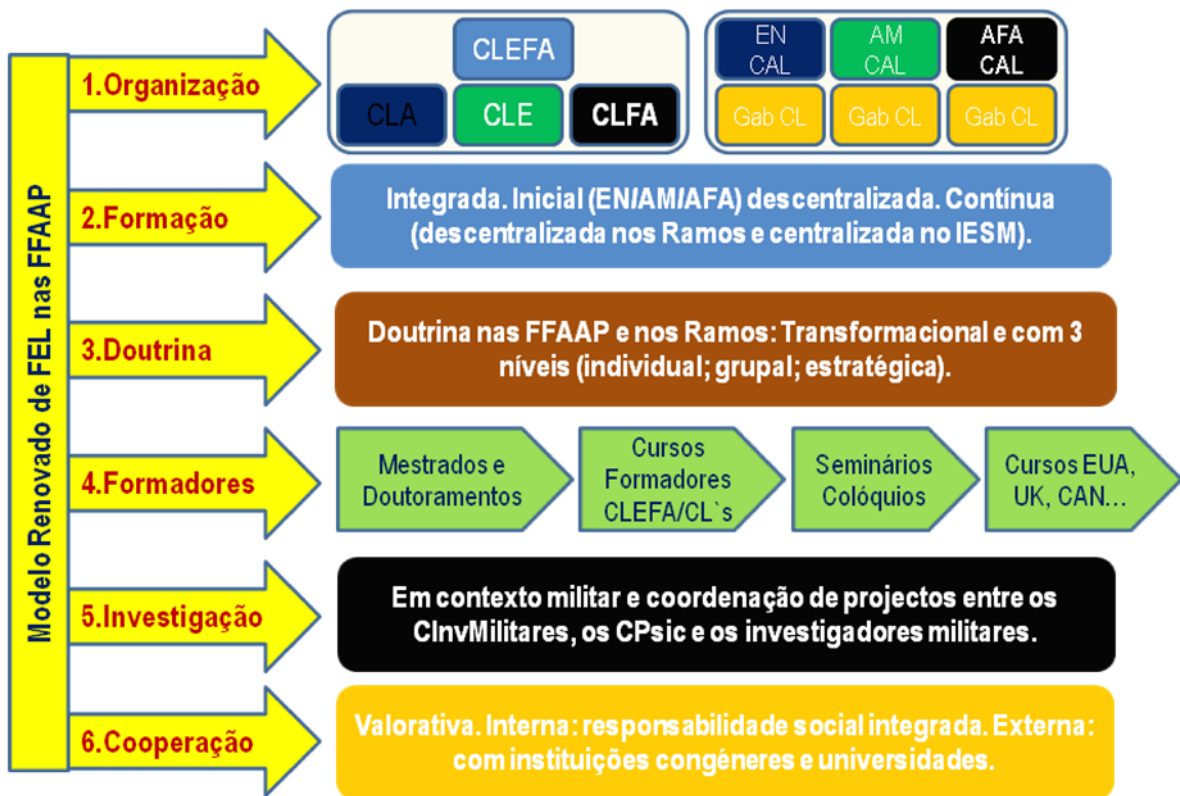 Modelo Renovado de FEL nas FFAAP
1.Organização
CLEFA
CLA
CLE
CLFA
EN
CAL
AM
CAL
AFA
CAL
Gab CL
Gab CL
Gab CL
2.Formação
Integrada. Inicial (EN/AM/AFA) descentralizada. Contínua
(descentralizada nos Ramos e centralizada no IESM).
3.Doutrina
Doutrina nas FFAAP e nos Ramos: Transformacional e com 3
níveis (individual; grupal; estratégica).
4.Formadores
Mestrados e
Doutoramentos
Cursos
Formadores
CLEFA/CL`s
Seminários
Colóquios
Cursos EUA,
UK, CAN...
5.Investigação
Em contexto militar e coordenação de projectos entre os
CInvMilitares, os CPsic e os investigadores militares.
6.Cooperação
Valorativa. Interna: responsabilidade social integrada. Externa:
com instituições congéneres e universidades.